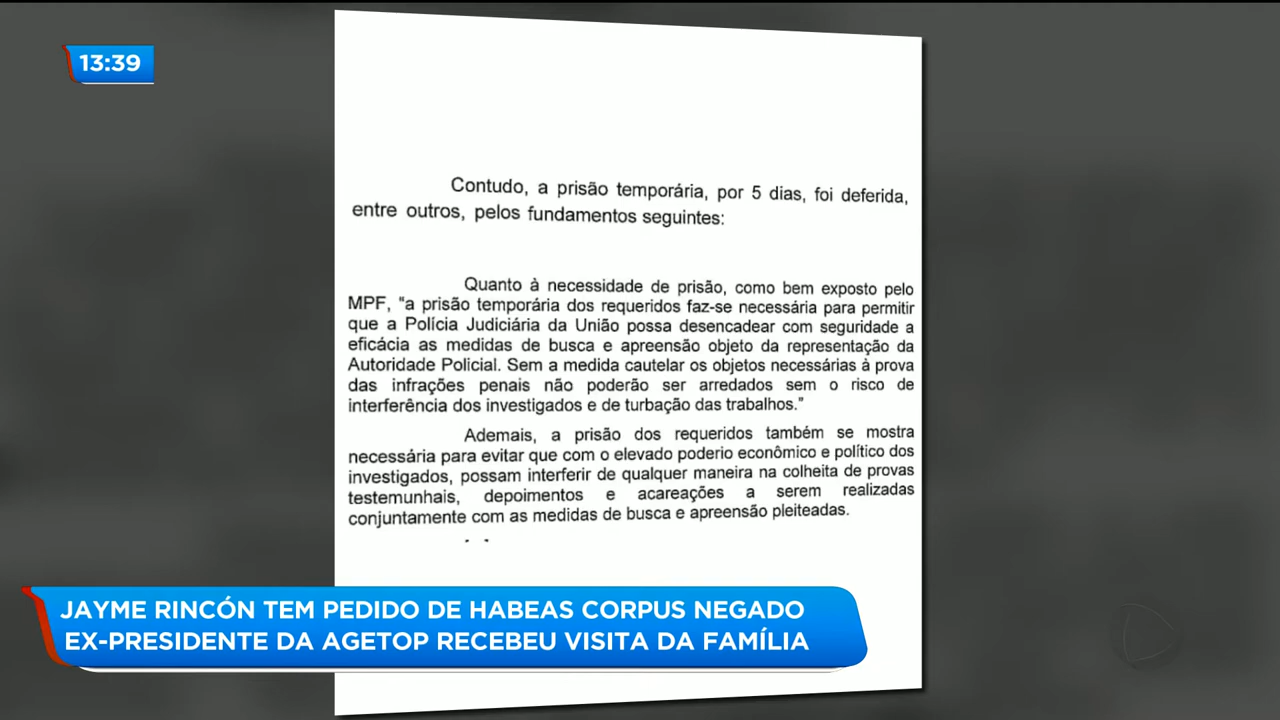 13:39
Contudo, a prisão temporária, por 5 dias, foi deferida,
entre outros, pelos fundamentos seguintes:
Quanto à necessidade de prisão, como bem exposto pelo
MPF, “a prisão temporária dos requeridos faz-se necessária para permitir
que a Polícia Judiciária da União possa desencadear com seguridade a
eficácia as medidas de busca e apreensão objeto da representação da
Autoridade Policial. Sem a medida cautelar os objetos necessárias à prova
das infrações penais não poderão ser arredados sem o risco de
interferência dos investigados e de turbação das trabalhos.”
Ademais, a prisão dos requeridos também se mostra
necessária para evitar que com o elevado poderio econômico e político dos
investigados, possam interferir de qualquer maneira na colheita de provas
testemunhais, depoimentos e acareações a serem realizadas
conjuntamente com as medidas de busca e apreensão pleiteadas.
JAYME RINCÓN TEM PEDIDO DE HABEAS CORPUS NEGADO
EX-PRESIDENTE DA AGETOP RECEBEU VISITA DA FAMÍLIA